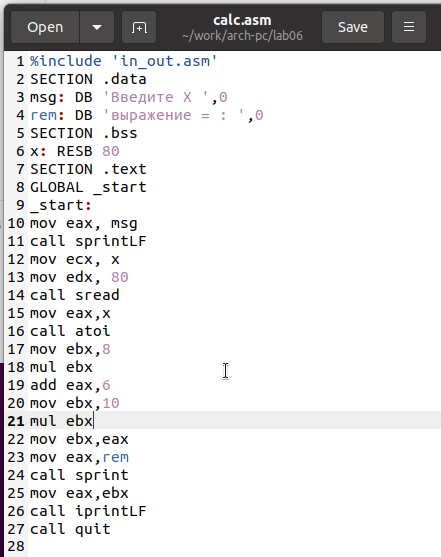 Open
calc.asm
~/work/arch-pc/lab06
Save
1 %include 'in_out.asm'
2 SECTION .data
3 msg: DB 'Введите X ',0
4 rem: DB 'выражение = : ',0
5 SECTION .bss
6 x: RESB 80
7 SECTION .text
8 GLOBAL _start
9 _start:
10 mov eax, msg
11 call sprintLF
12 mov ecx, x
13 mov edx, 80
14 call sread
15 mov eax,x
16 call atoi
17 mov ebx,8
18 mul ebx
19 add eax,6
20 mov ebx,10
21 mul ebx
22 mov ebx,eax
23 mov eax,rem
24 call sprint
25 mov eax,ebx
26 call iprintLF
27 call quit
28